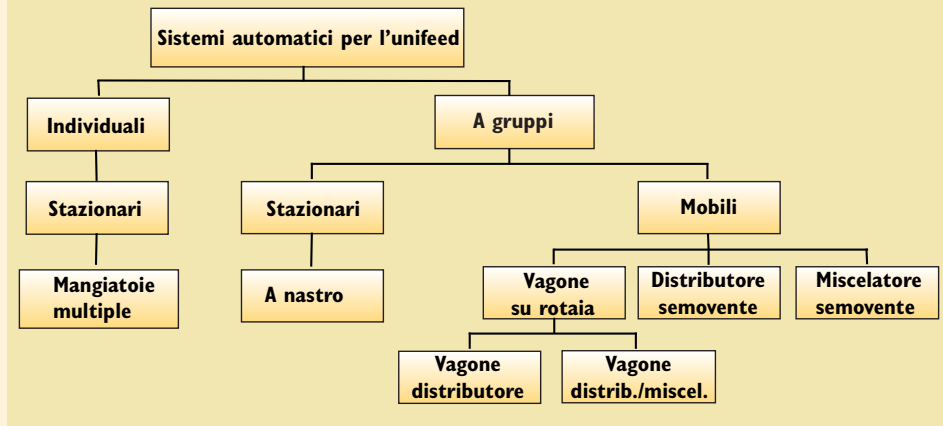 Sistemi automatici per l'unifeed
Individuali
A gruppi
Stazionari
Stazionari
Mobili
Mangiatoie
multiple
A nastro
Vagone
su rotaia
Distributore
semovente
Miscelatore
semovente
Vagone
distributore
Vagone
distrib./miscel.